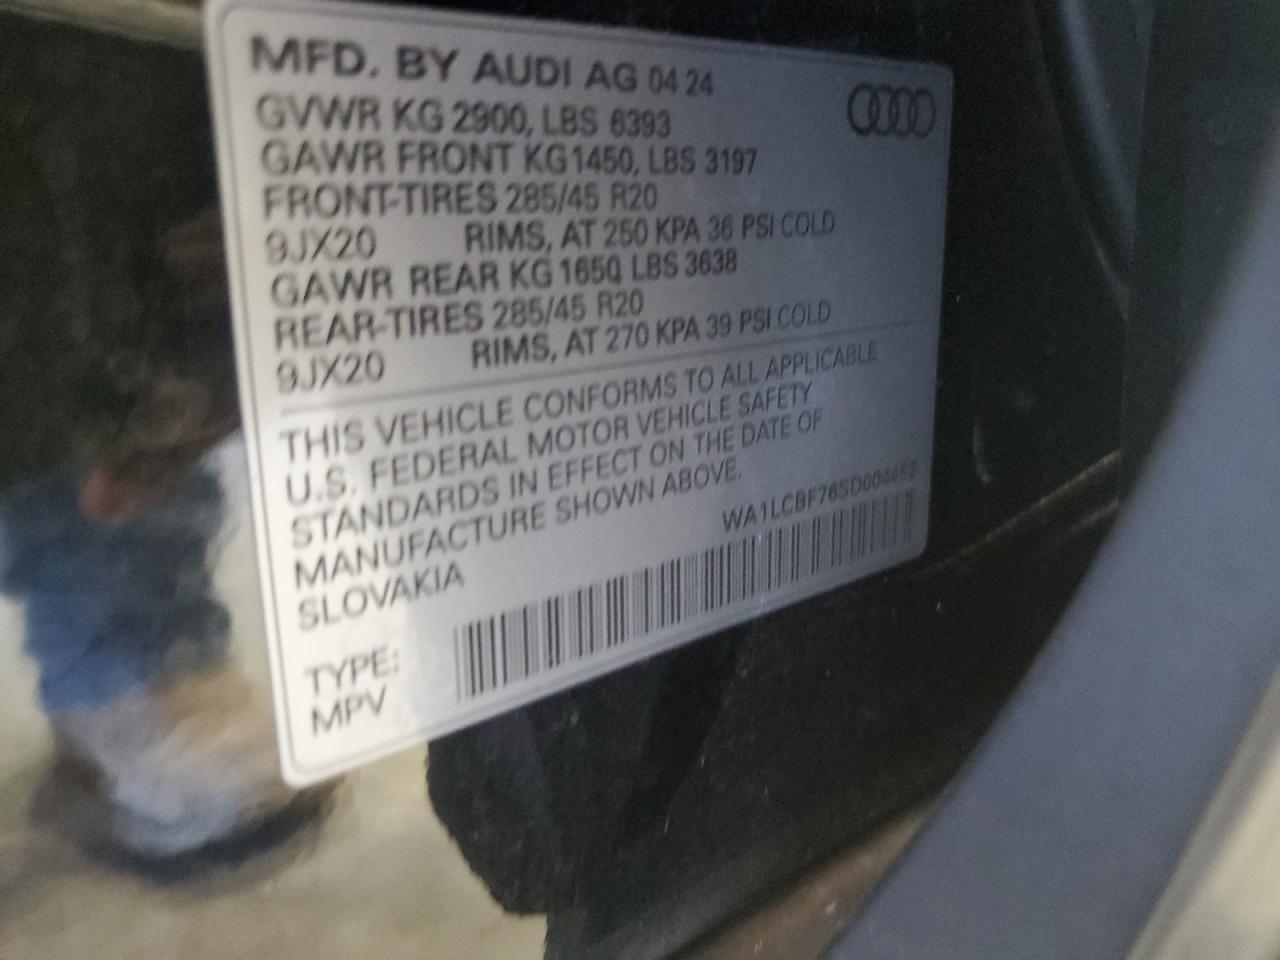 MFD. BY AUDI AG 04 24
GVWR KG 2900, LBS 6393
GAWR FRONT KG1450, LBS 3197
FRONT-TIRES 285/45 R20
9JX20 RIMS, AT 250 KPA 36 PSI COLD
GAWR REAR KG 1650, LBS 3638
REAR-TIRES 285/45 R20
9JX20 RIMS, AT 270 KPA 39 PSI COLD
THIS VEHICLE CONFORMS TO ALL APPLICABLE
U.S. FEDERAL MOTOR VEHICLE SAFETY
STANDARDS IN EFFECT ON THE DATE OF
MANUFACTURE SHOWN ABOVE.
SLOVAKIA
WA1LCBF76SD004452
TYPE:
MPV